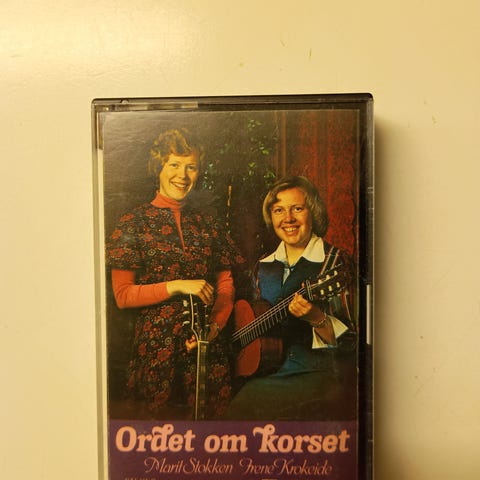 Ordet om korset
Marit Stokken Irene Krokeide